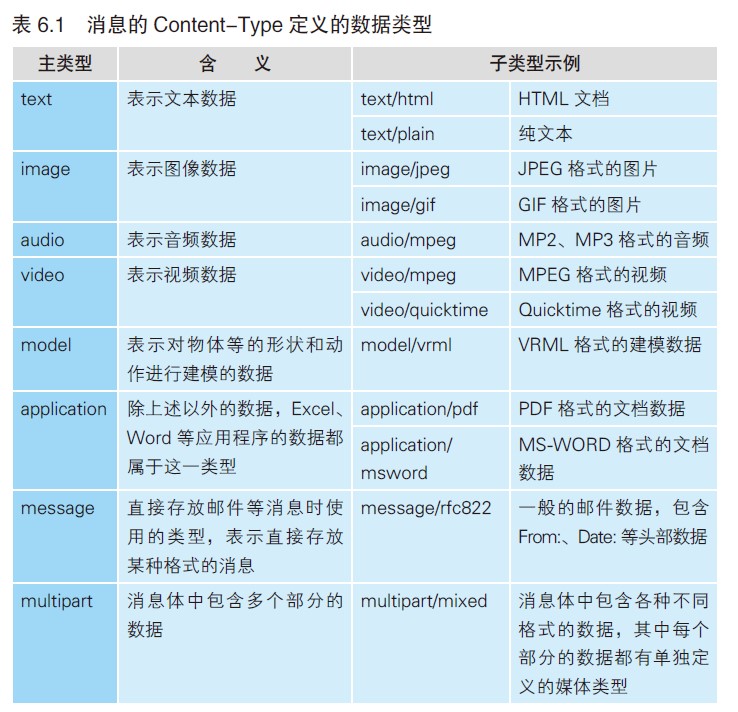 表 6.1 消息的 Content-Type 定义的数据类型
主类型 含 义 子类型示例
text 表示文本数据 text/html HTML 文档
text/plain 纯文本
image 表示图像数据 image/jpeg JPEG 格式的图片
image/gif GIF 格式的图片
audio 表示音频数据 audio/mpeg MP2、MP3 格式的音频
video 表示视频数据 video/mpeg MPEG 格式的视频
video/quicktime Quicktime 格式的视频
model 表示对物体等的形状和动 model/vrml VRML 格式的建模数据
作进行建模的数据
application 除上述以外的数据，Excel、 application/pdf PDF 格式的文档数据
Word 等应用程序的数据都 application/ MS-WORD 格式的文档
属于这一类型 msword 数据
message 直接存放邮件等消息时使 message/rfc822 一般的邮件数据，包含
用的类型，表示直接存放 From:、Date: 等头部数据
某种格式的消息
multipart 消息体中包含多个部分的 multipart/mixed 消息体中包含各种不同
数据 格式的数据，其中每个
部分的数据都有单独定
义的媒体类型